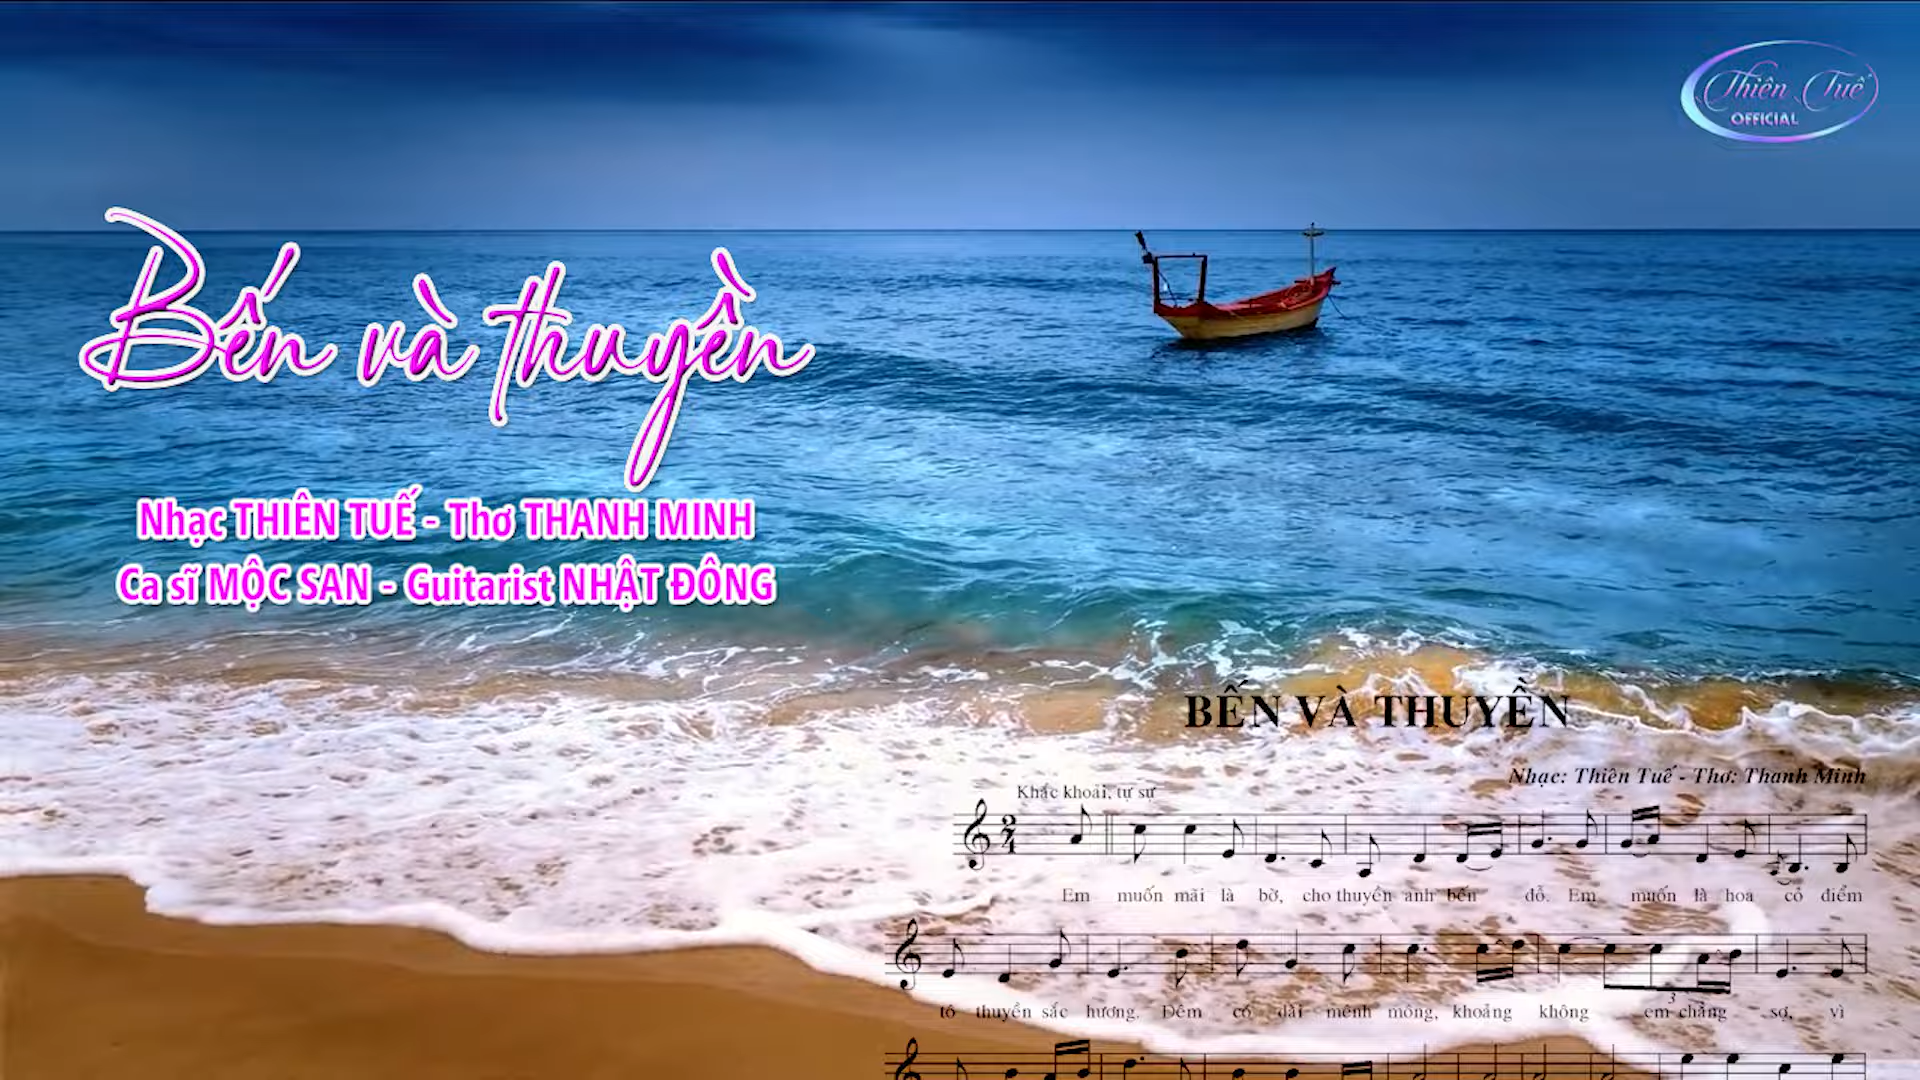 Thiên Tuế
OFFICIAL
Bến và thuyền
Nhạc THIÊN TUẾ - Thơ THANH MINH
Ca sĩ MỘC SAN - Guitarist NHẬT ĐÔNG
BẾN VÀ THUYỀN
Nhạc: Thiên Tuế - Thơ: Thanh Minh
Khắc khoải, tự sự
Em muốn mãi là bờ, cho thuyền anh bến đỗ. Em muốn là hoa cỏ điểm
tô thuyền sắc hương. Đêm có dài mênh mông, khoảng không em chẳng sợ, vì